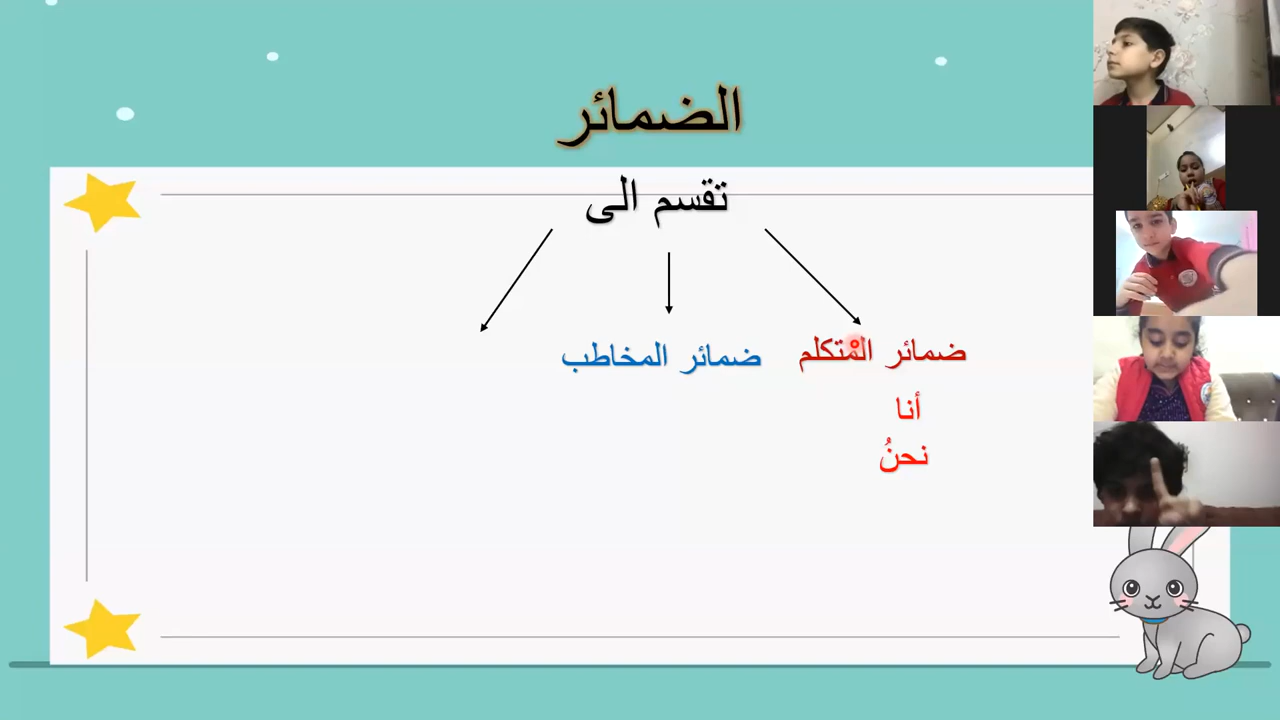 الضمائر
تقسم الى
ضمائر المتكلم
أنا
نحنُ
ضمائر المخاطب